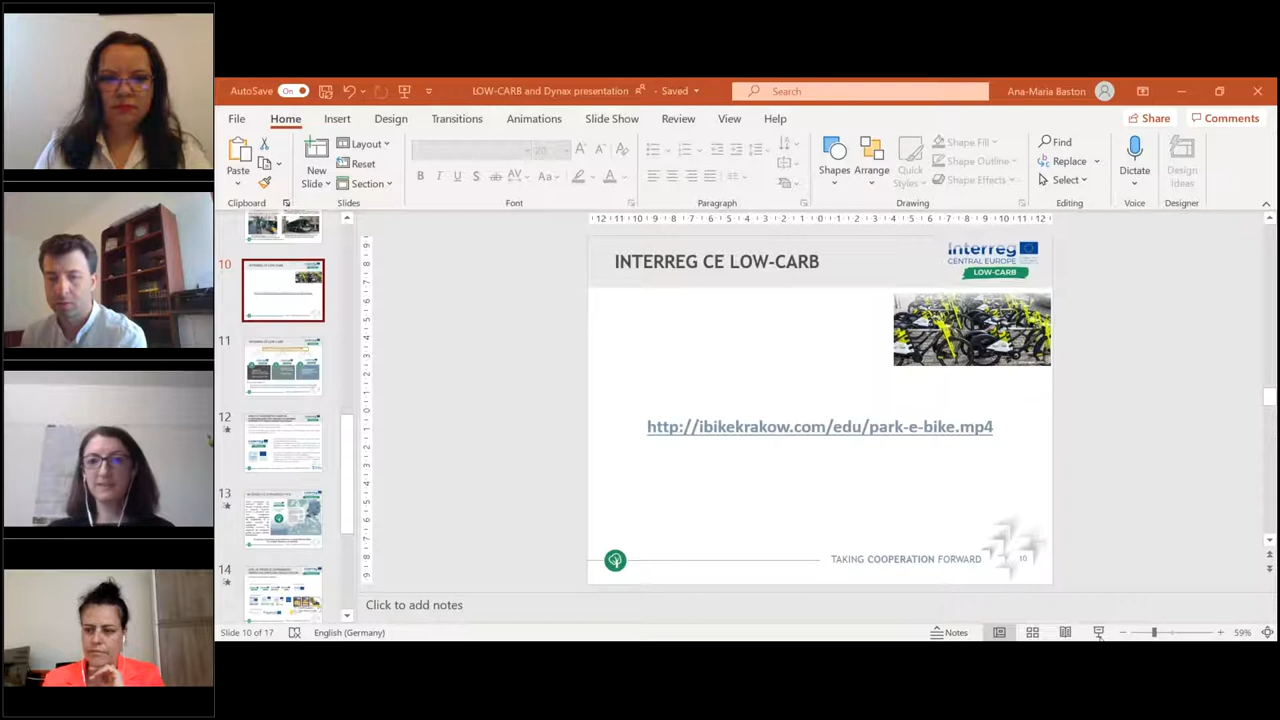 AutoSave On LOW-CARB and Dynax presentation Saved Search Ana-Maria Baston
File Home Insert Design Transitions Animations Slide Show Review View Help Share Comments
Paste
New
Slide
Layout
Reset
Section
20
Shapes
Arrange
Quick
Styles
Shape Fill
Shape Outline
Shape Effects
Find
Replace
Select
Dictate
Design
Ideas
Clipboard Slides Font Paragraph Drawing Editing Voice Designer
10
11
12
13
14
INTERREG CE LOW-CARB
Interreg
CENTRAL EUROPE
LOW-CARB
http://ibikekrakow.com/edu/park-e-bike.mp4
TAKING COOPERATION FORWARD 10
Click to add notes
Slide 10 of 17 English (Germany) Notes 59%